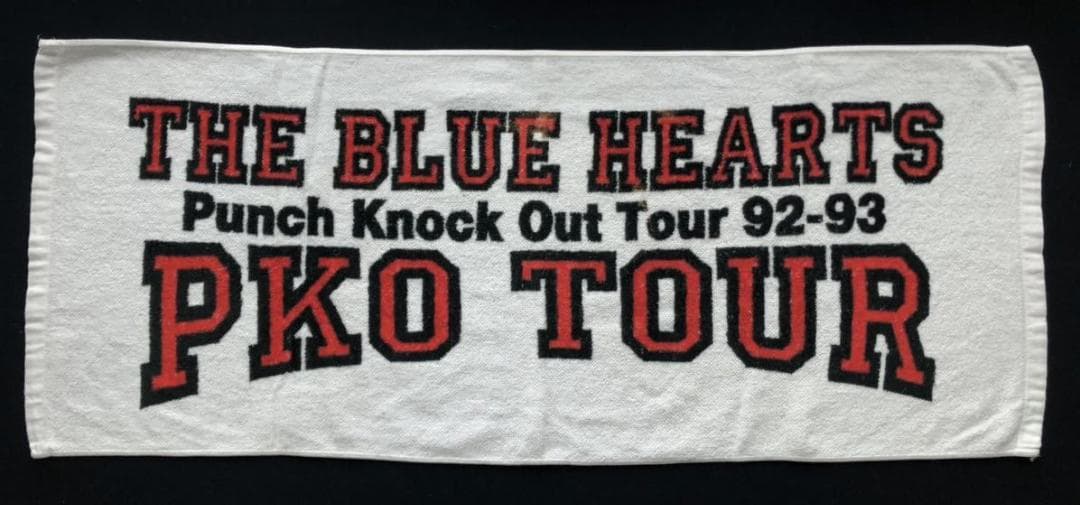 THE BLUE HEARTS
Punch Knock Out Tour 92-93
PKO TOUR